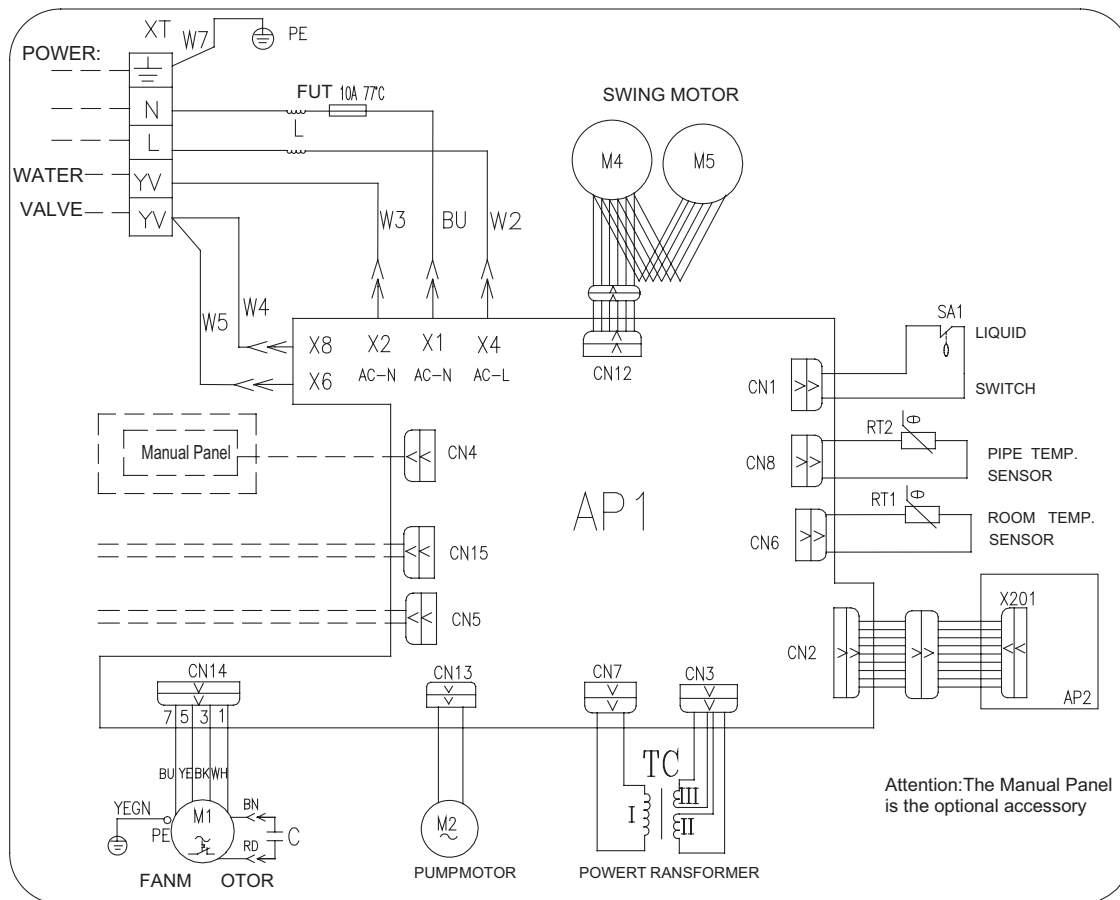 XT
W7
PE
POWER:
N
FUT 10A 77°C
L
L
SWING MOTOR
M4
M5
WATER
YV
VALVE
YV
W3
BU
W2
W4
W5
X8
X2
X1
X4
X6
AC-N
AC-N
AC-L
CN12
SA1
LIQUID
CN1
SWITCH
Manual Panel
CN4
RT2
CN8
PIPE TEMP.
SENSOR
AP1
RT1
CN6
ROOM TEMP.
SENSOR
CN15
CN5
X201
CN2
AP2
CN14
CN13
CN7
CN3
7 5 3 1
BU YE BK WH
TC
III
I
II
YEGN
PE
M1
BN
C
RD
M2
Attention:The Manual Panel
is the optional accessory
FANM OTOR
PUMPMOTOR
POWERT RANSFORMER